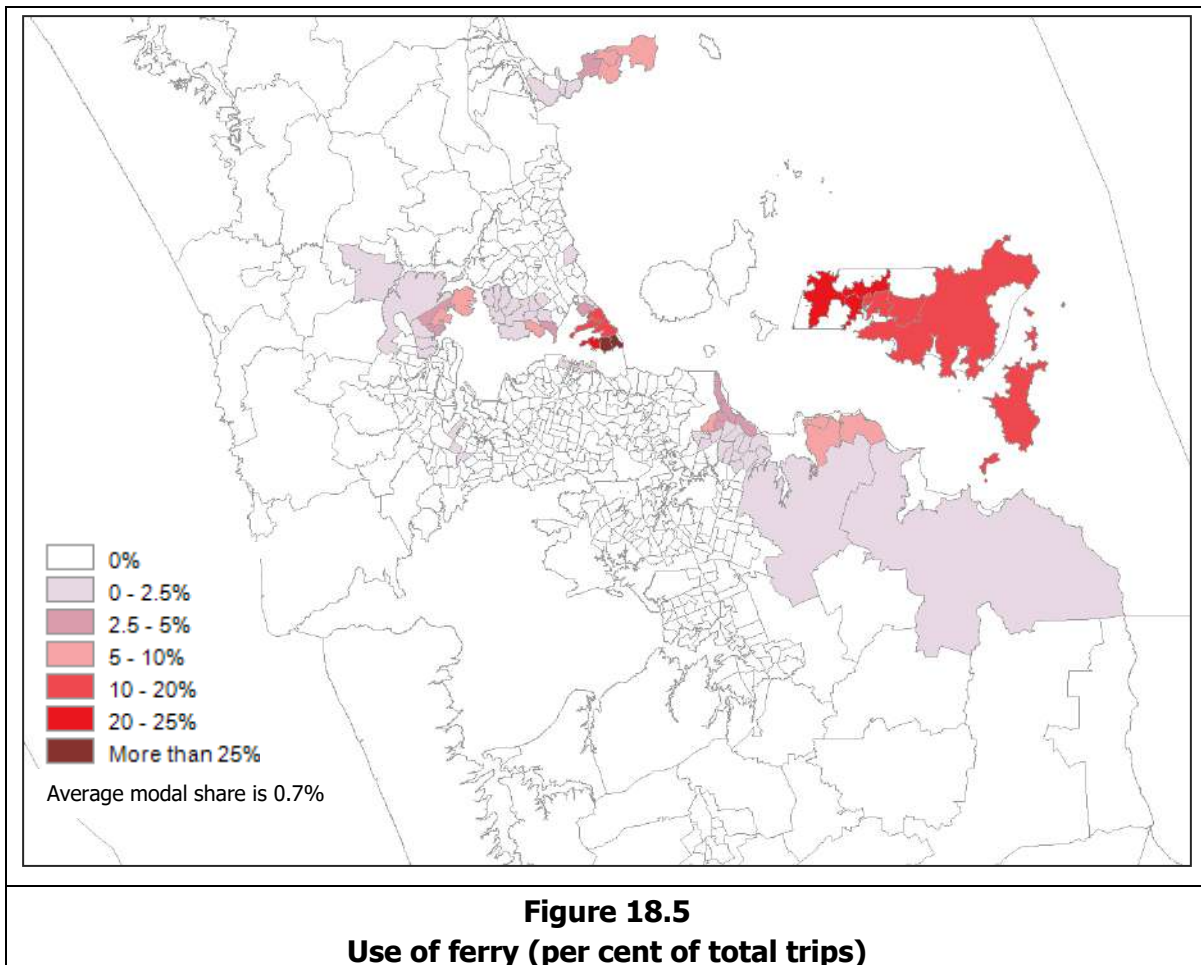 0%
0 - 2.5%
2.5 - 5%
5 - 10%
10 - 20%
20 - 25%
More than 25%
Average modal share is 0.7%
Figure 18.5
Use of ferry (per cent of total trips)